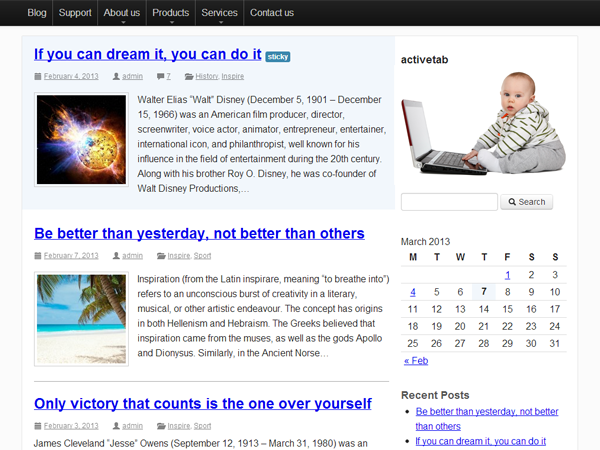 Blog Support About us Products Services Contact us
If you can dream it, you can do it sticky
February 4, 2013 admin 7 History, Inspire
Walter Elias “Walt” Disney (December 5, 1901 – December
15, 1966) was an American film producer, director,
screenwriter, voice actor, animator, entrepreneur, entertainer,
international icon, and philanthropist, well known for his
influence in the field of entertainment during the 20th century.
Along with his brother Roy O. Disney, he was co-founder of
Walt Disney Productions,…
Be better than yesterday, not better than others
February 7, 2013 admin Inspire, Sport
Inspiration (from the Latin inspirare, meaning “to breathe into”)
refers to an unconscious burst of creativity in a literary,
musical, or other artistic endeavour. The concept has origins
in both Hellenism and Hebraism. The Greeks believed that
inspiration came from the muses, as well as the gods Apollo
and Dionysus. Similarly, in the Ancient Norse…
Only victory that counts is the one over yourself
February 3, 2013 admin Inspire, Sport
James Cleveland “Jesse” Owens (September 12, 1913 – March 31, 1980) was an
activetab
Search
March 2013
M T W T F S S
1 2 3
4 5 6 7 8 9 10
11 12 13 14 15 16 17
18 19 20 21 22 23 24
25 26 27 28 29 30 31
« Feb
Recent Posts
Be better than yesterday, not better than
others
If you can dream it, you can do it